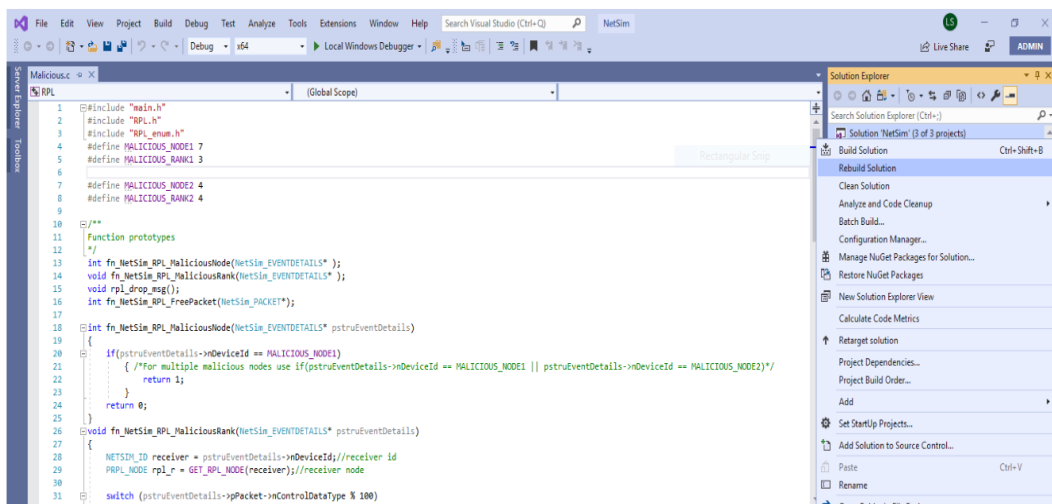 File Edit View Project Build Debug Test Analyze Tools Extensions Window Help Search Visual Studio (Ctrl+Q) NetSim LS
Debug x64 Local Windows Debugger Live Share ADMIN
Server Explorer
Toolbox
Malicious.c
RPL (Global Scope)
1 #include "main.h"
2 #include "RPL.h"
3 #include "RPL_enum.h"
4 #define MALICIOUS_NODE1 7
5 #define MALICIOUS_RANK1 3
6
7 #define MALICIOUS_NODE2 4
8 #define MALICIOUS_RANK2 4
9
10 /**
11 Function prototypes
12 */
13 int fn_NetSim_RPL_MaliciousNode(NetSim_EVENTDETAILS* );
14 void fn_NetSim_RPL_MaliciousRank(NetSim_EVENTDETAILS* );
15 void rpl_drop_msg();
16 int fn_NetSim_RPL_FreePacket(NetSim_PACKET*);
17
18 int fn_NetSim_RPL_MaliciousNode(NetSim_EVENTDETAILS* pstruEventDetails)
19 {
20 if(pstruEventDetails->nDeviceId == MALICIOUS_NODE1)
21 { /*For multiple malicious nodes use if(pstruEventDetails->nDeviceId == MALICIOUS_NODE1 || pstruEventDetails->nDeviceId == MALICIOUS_NODE2)*/
22 return 1;
23 }
24 return 0;
25 }
26 void fn_NetSim_RPL_MaliciousRank(NetSim_EVENTDETAILS* pstruEventDetails)
27 {
28 NETSIM_ID receiver = pstruEventDetails->nDeviceId;//receiver id
29 PRPL_NODE rpl_r = GET_RPL_NODE(receiver);//receiver node
30
31 switch (pstruEventDetails->pPacket->nControlDataType % 100)
Rectangular Snip
Solution Explorer
Search Solution Explorer (Ctrl+;)
Solution 'NetSim' (3 of 3 projects)
Build Solution Ctrl+Shift+B
Rebuild Solution
Clean Solution
Analyze and Code Cleanup
Batch Build...
Configuration Manager...
Manage NuGet Packages for Solution...
Restore NuGet Packages
New Solution Explorer View
Calculate Code Metrics
Retarget solution
Project Dependencies...
Project Build Order...
Add
Set StartUp Projects...
Add Solution to Source Control...
Paste Ctrl+V
Rename